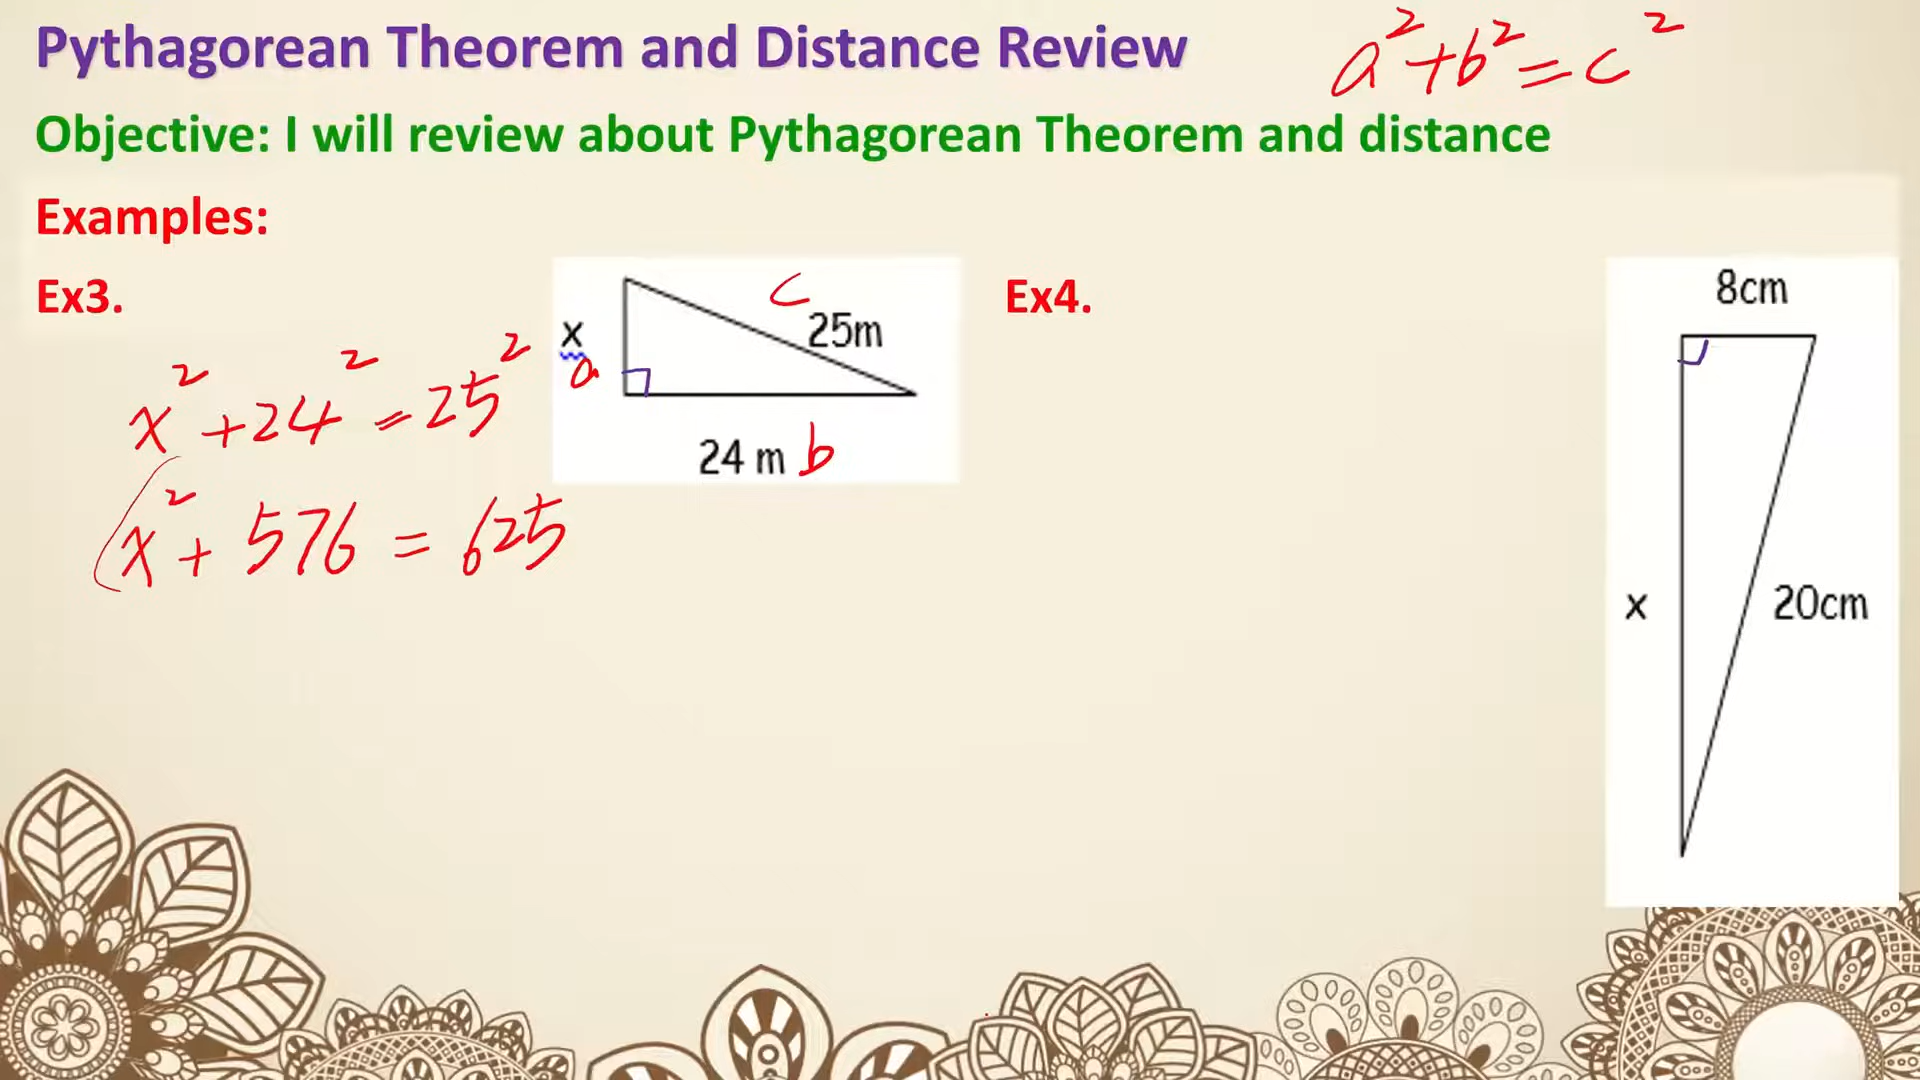 Pythagorean Theorem and Distance Review
a²+b²=c²
Objective: I will review about Pythagorean Theorem and distance
Examples:
Ex3.
x²+24²=25²
x²+576=625
x
a
c
25m
24 m b
Ex4.
8cm
x
20cm